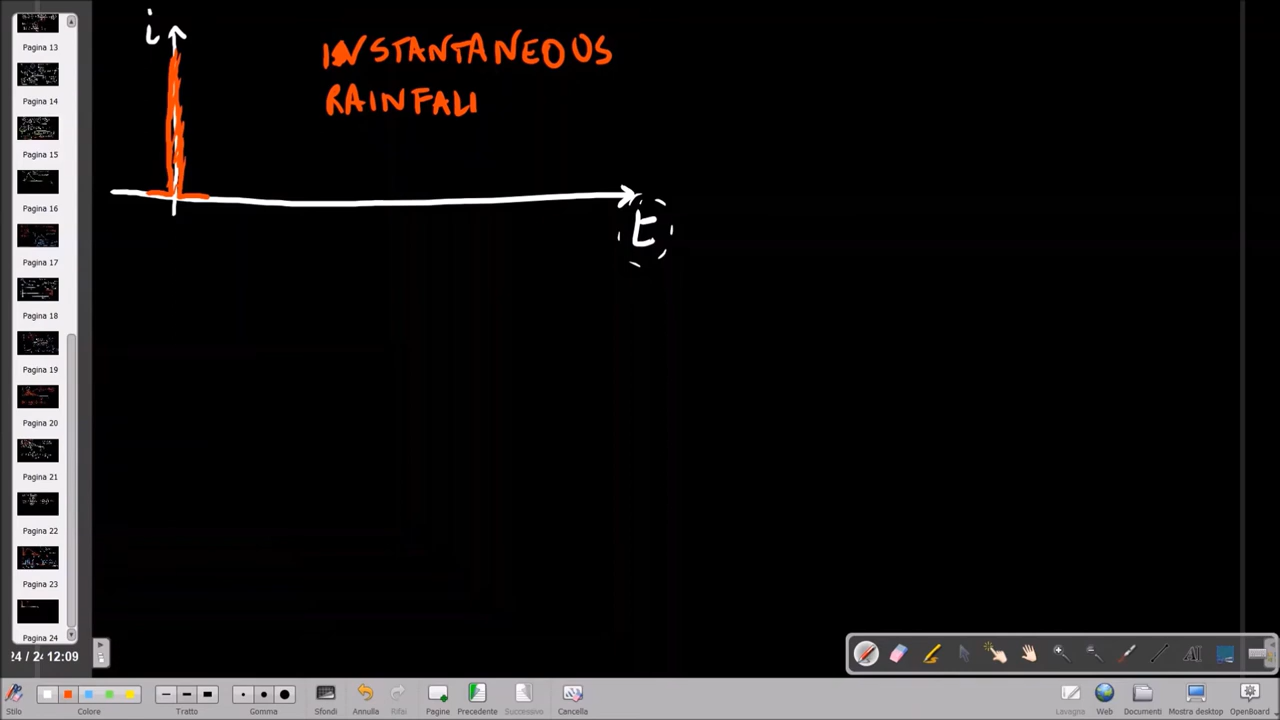 i
INSTANTANEOUS
RAINFALL
t
Pagina 13
Pagina 14
Pagina 15
Pagina 16
Pagina 17
Pagina 18
Pagina 19
Pagina 20
Pagina 21
Pagina 22
Pagina 23
Pagina 24
24 / 24 12:09
Stilo
Colore
Tratto
Gomma
Sfondi
Annulla
Rifai
Pagine
Precedente
Successivo
Cancella
Lavagna
Web
Documenti
Mostra desktop
OpenBoard